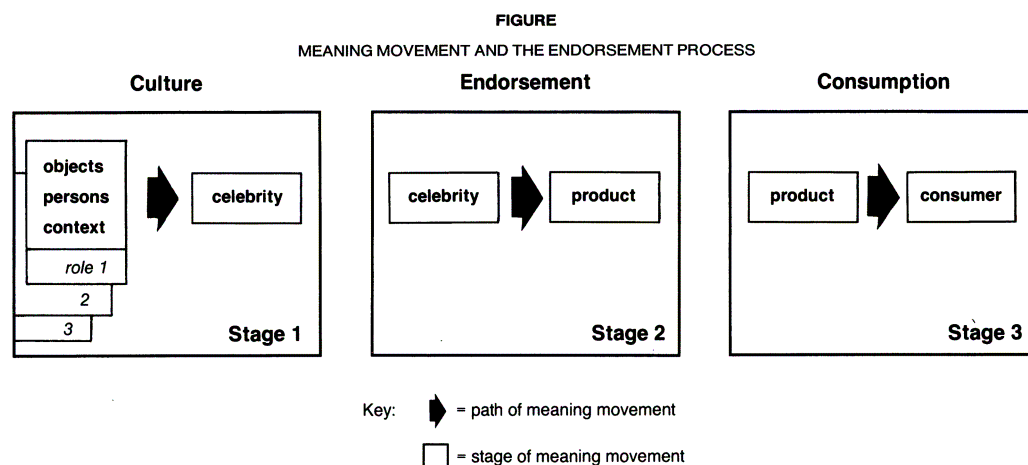 FIGURE
MEANING MOVEMENT AND THE ENDORSEMENT PROCESS
Culture
Endorsement
Consumption
objects
persons
context
role 1
2
3
celebrity
Stage 1
celebrity
product
Stage 2
product
consumer
Stage 3
Key:
= path of meaning movement
= stage of meaning movement